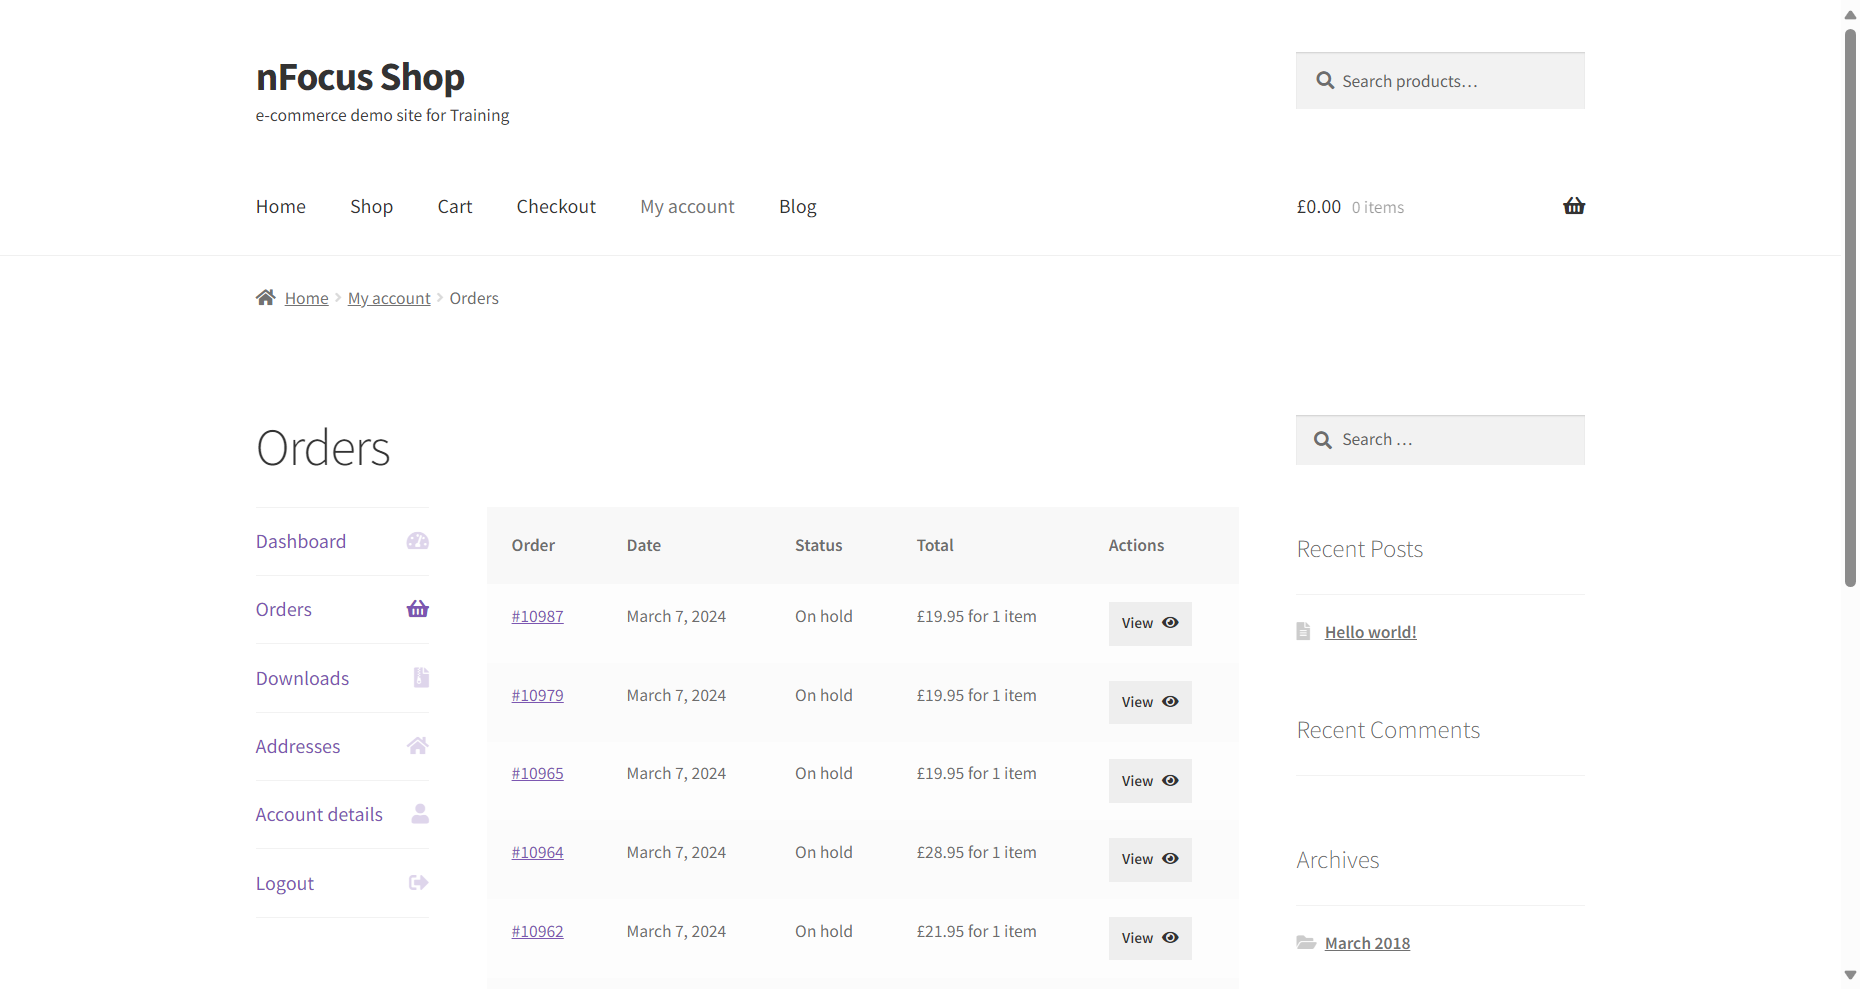 nFocus Shop
e-commerce demo site for Training
Search products…
Home Shop Cart Checkout My account Blog
£0.00 0 items
Home My account Orders
Orders
Dashboard
Orders
Downloads
Addresses
Account details
Logout
Order Date Status Total Actions
#10987 March 7, 2024 On hold £19.95 for 1 item View
#10979 March 7, 2024 On hold £19.95 for 1 item View
#10965 March 7, 2024 On hold £19.95 for 1 item View
#10964 March 7, 2024 On hold £28.95 for 1 item View
#10962 March 7, 2024 On hold £21.95 for 1 item View
Search …
Recent Posts
Hello world!
Recent Comments
Archives
March 2018